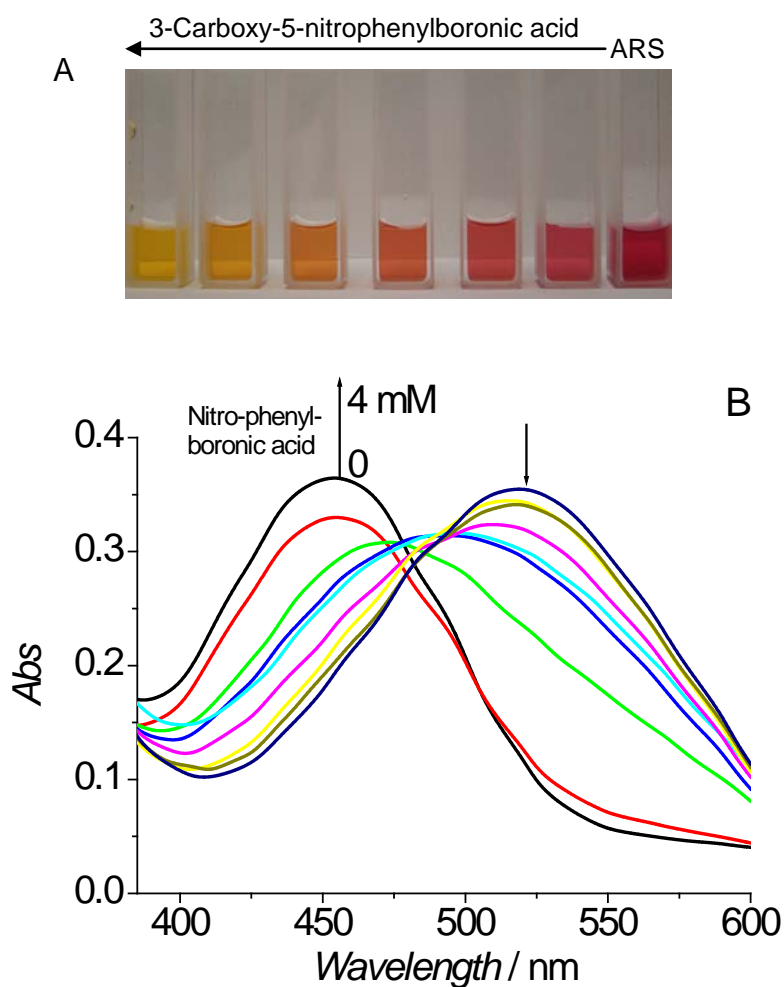 3-Carboxy-5-nitrophenylboronic acid
ARS
A
B
4 mM
Nitro-phenyl-
boronic acid
0
0.4
0.3
0.2
0.1
0.0
Abs
400 450 500 550 600
Wavelength / nm